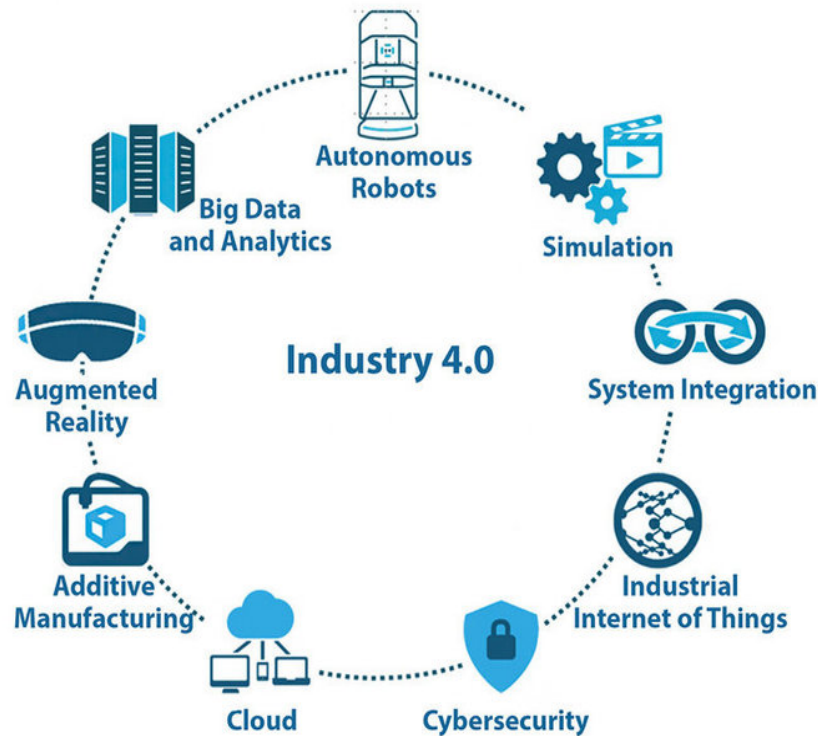 Autonomous
Robots
Big Data
and Analytics
Simulation
Industry 4.0
Augmented
Reality
System Integration
Additive
Manufacturing
Industrial
Internet of Things
Cloud
Cybersecurity